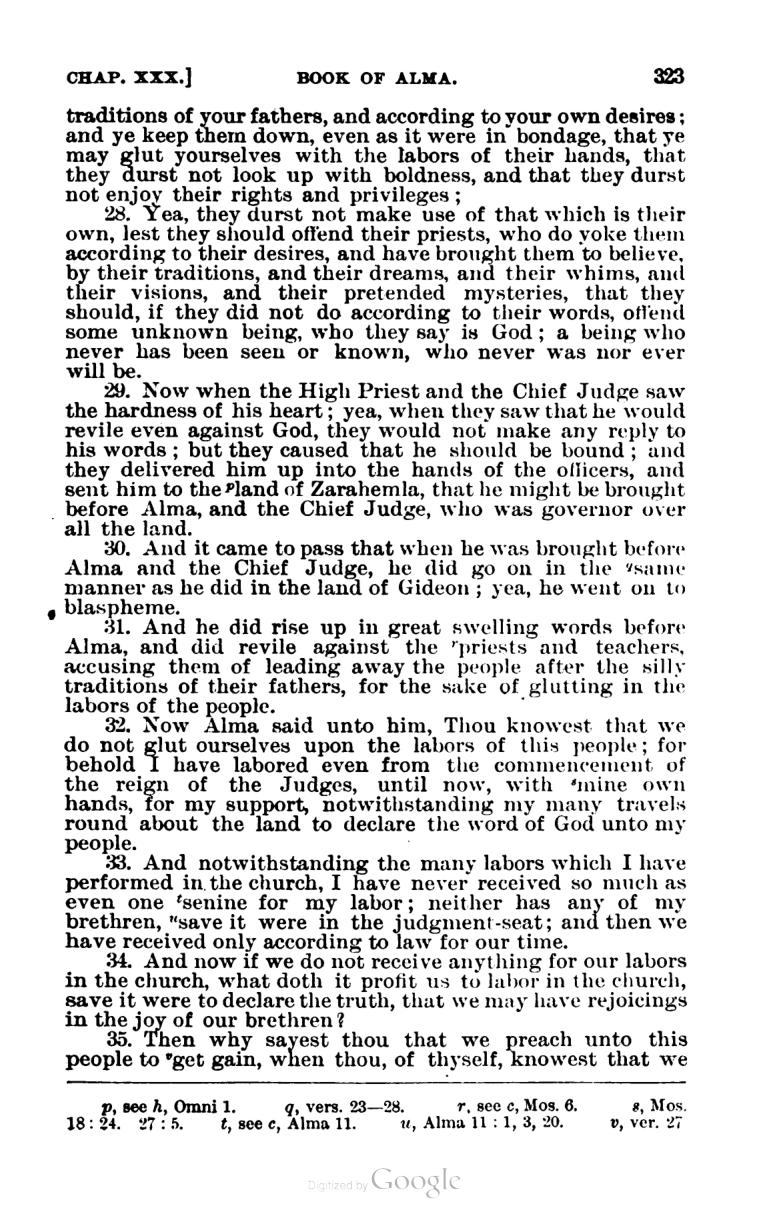 CHAP. XXX.] BOOK OF ALMA. 323
traditions of your fathers, and according to your own desires;
and ye keep them down, even as it were in bondage, that ye
may glut yourselves with the labors of their hands, that
they durst not look up with boldness, and that they durst
not enjoy their rights and privileges;
28. Yea, they durst not make use of that which is their
own, lest they should offend their priests, who do yoke them
according to their desires, and have brought them to believe,
by their traditions, and their dreams, and their whims, and
their visions, and their pretended mysteries, that they
should, if they did not do according to their words, offend
some unknown being, who they say is God; a being who
never has been seen or known, who never was nor ever
will be.
29. Now when the High Priest and the Chief Judge saw
the hardness of his heart; yea, when they saw that he would
revile even against God, they would not make any reply to
his words; but they caused that he should be bound; and
they delivered him up into the hands of the officers, and
sent him to the ᵖland of Zarahemla, that he might be brought
before Alma, and the Chief Judge, who was governor over
all the land.
30. And it came to pass that when he was brought before
Alma and the Chief Judge, he did go on in the qsame
manner as he did in the land of Gideon; yea, he went on to
blaspheme.
31. And he did rise up in great swelling words before
Alma, and did revile against the ʳpriests and teachers,
accusing them of leading away the people after the silly
traditions of their fathers, for the sake of glutting in the
labors of the people.
32. Now Alma said unto him, Thou knowest that we
do not glut ourselves upon the labors of this people; for
behold I have labored even from the commencement of
the reign of the Judges, until now, with ˢmine own
hands, for my support, notwithstanding my many travels
round about the land to declare the word of God unto my
people.
33. And notwithstanding the many labors which I have
performed in the church, I have never received so much as
even one ᵗsenine for my labor; neither has any of my
brethren, ᵘsave it were in the judgment-seat; and then we
have received only according to law for our time.
34. And now if we do not receive anything for our labors
in the church, what doth it profit us to labor in the church,
save it were to declare the truth, that we may have rejoicings
in the joy of our brethren?
35. Then why sayest thou that we preach unto this
people to ᵛget gain, when thou, of thyself, knowest that we
p, see h, Omni 1. q, vers. 23—28. r, see c, Mos. 6. s, Mos.
18: 24. 27: 5. t, see c, Alma 11. u, Alma 11: 1, 3, 20. v, ver. 27
Digitized by Google